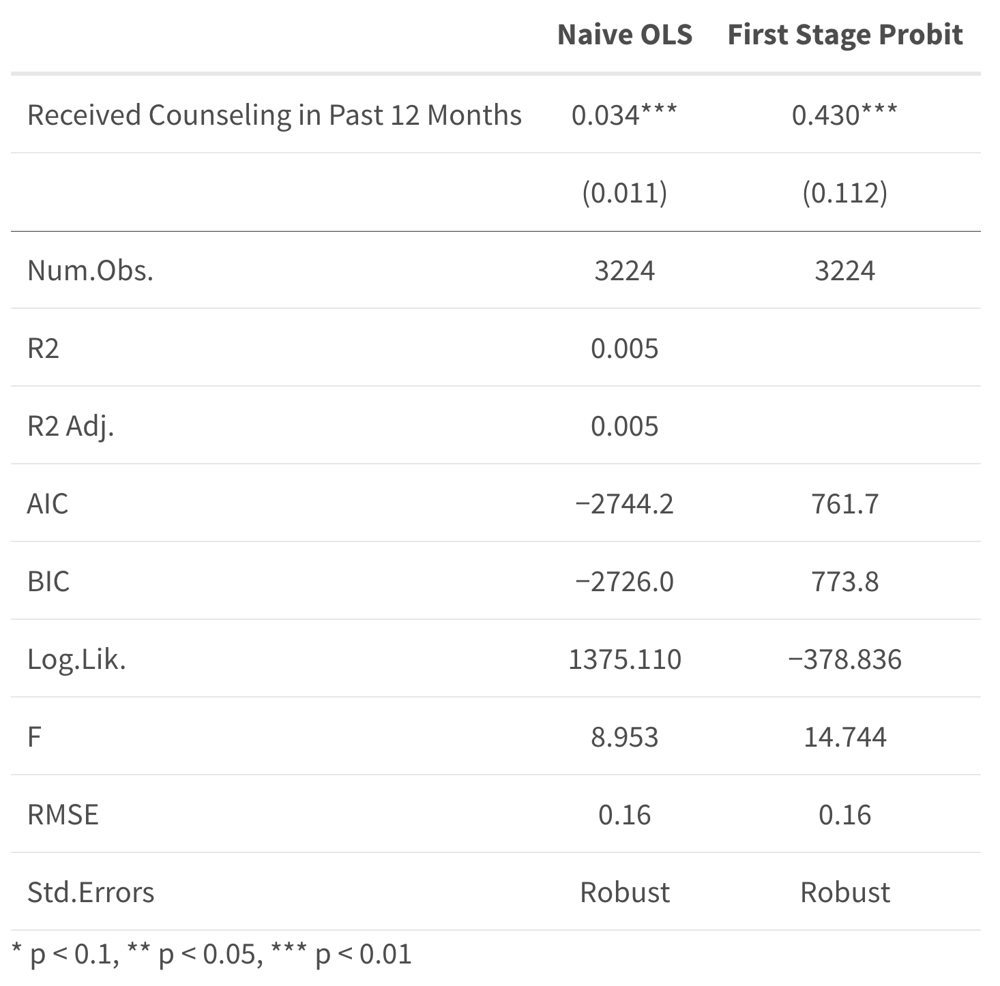 Naive OLS First Stage Probit
Received Counseling in Past 12 Months 0.034*** 0.430***
(0.011) (0.112)
Num.Obs. 3224 3224
R2 0.005
R2 Adj. 0.005
AIC −2744.2 761.7
BIC −2726.0 773.8
Log.Lik. 1375.110 −378.836
F 8.953 14.744
RMSE 0.16 0.16
Std.Errors Robust Robust
* p < 0.1, ** p < 0.05, *** p < 0.01